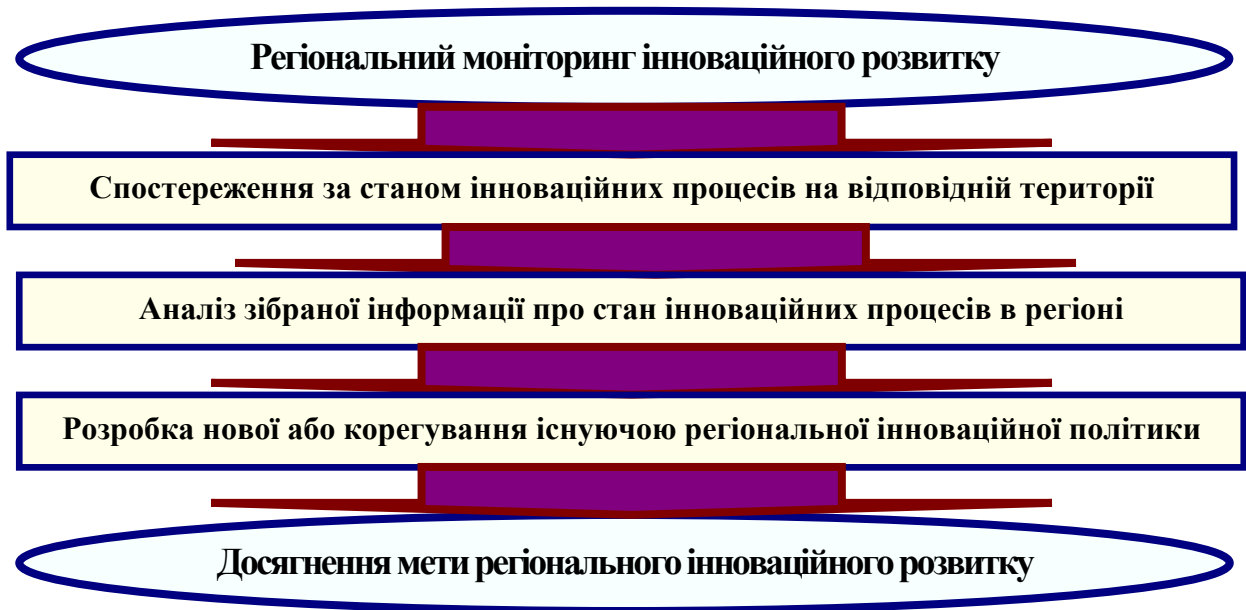 Регіональний моніторинг інноваційного розвитку
Спостереження за станом інноваційних процесів на відповідній території
Аналіз зібраної інформації про стан інноваційних процесів в регіоні
Розробка нової або корегування існуючою регіональної інноваційної політики
Досягнення мети регіонального інноваційного розвитку